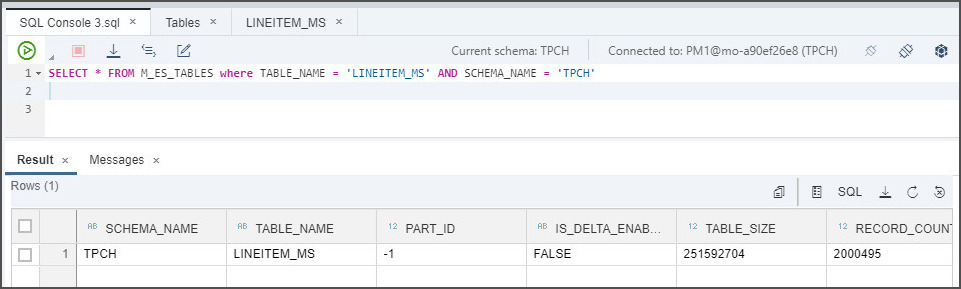 SQL Console 3.sql × Tables × LINEITEM_MS ×
Current schema: TPCH Connected to: PM1@mo-a90ef26e8 (TPCH)
1 SELECT * FROM M_ES_TABLES where TABLE_NAME = 'LINEITEM_MS' AND SCHEMA_NAME = 'TPCH'
2
3
Result × Messages ×
Rows (1) SQL
AB SCHEMA_NAME AB TABLE_NAME 12 PART_ID AB IS_DELTA_ENAB... 12 TABLE_SIZE 12 RECORD_COUNT
1 TPCH LINEITEM_MS -1 FALSE 251592704 2000495